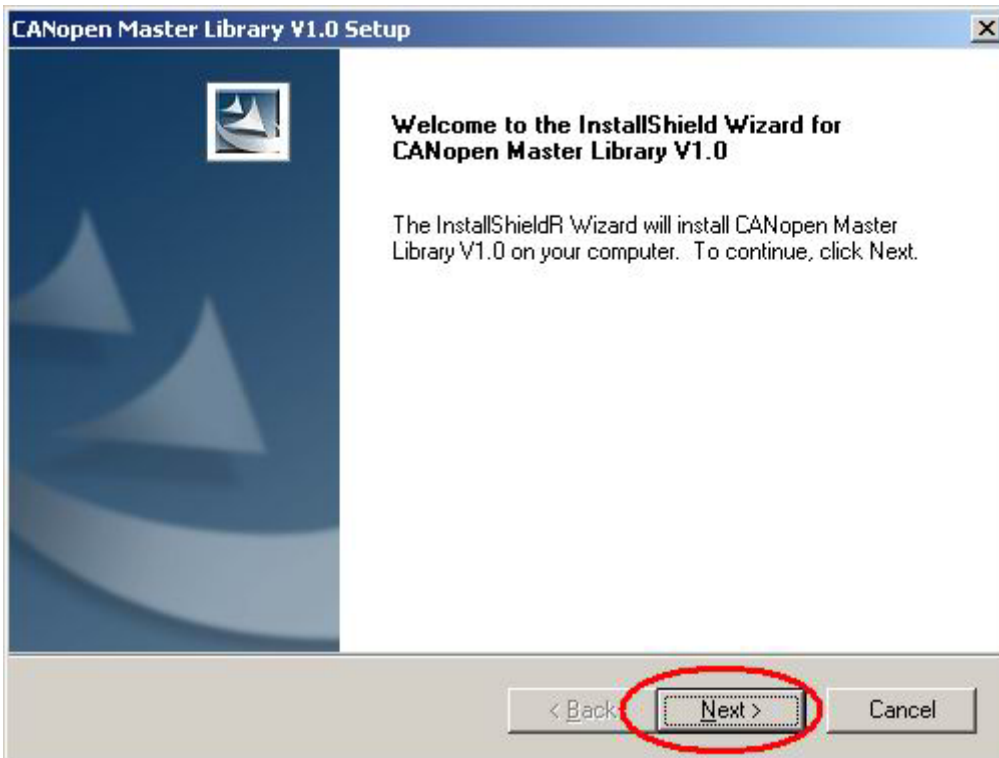 CANopen Master Library V1.0 Setup
Welcome to the InstallShield Wizard for
CANopen Master Library V1.0
The InstallShieldR Wizard will install CANopen Master
Library V1.0 on your computer. To continue, click Next.
< Back Next > Cancel